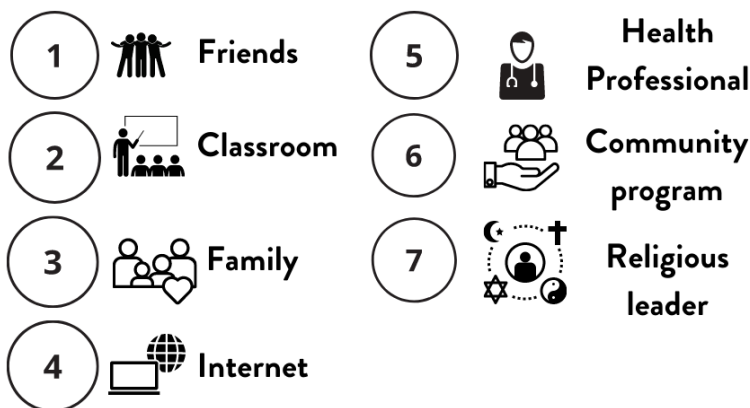 1 Friends
2 Classroom
3 Family
4 Internet
5 Health
Professional
6 Community
program
7 Religious
leader